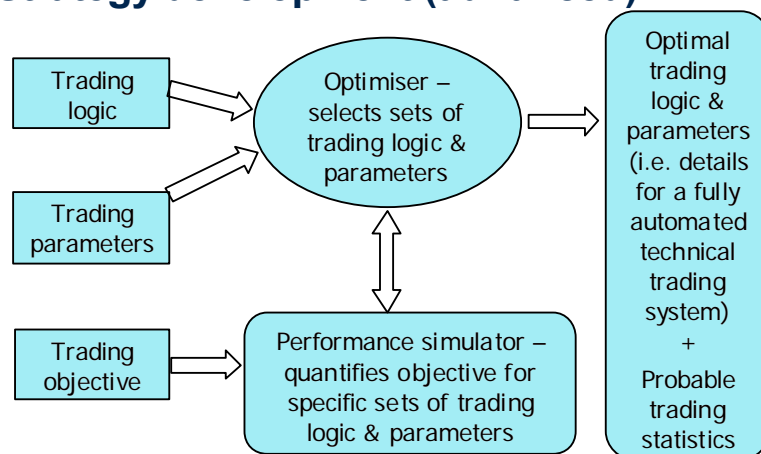 Trading
logic
Trading
parameters
Trading
objective
Optimiser –
selects sets of
trading logic &
parameters
Performance simulator –
quantifies objective for
specific sets of trading
logic & parameters
Optimal
trading
logic &
parameters
(i.e. details
for a fully
automated
technical
trading
system)
+
Probable
trading
statistics